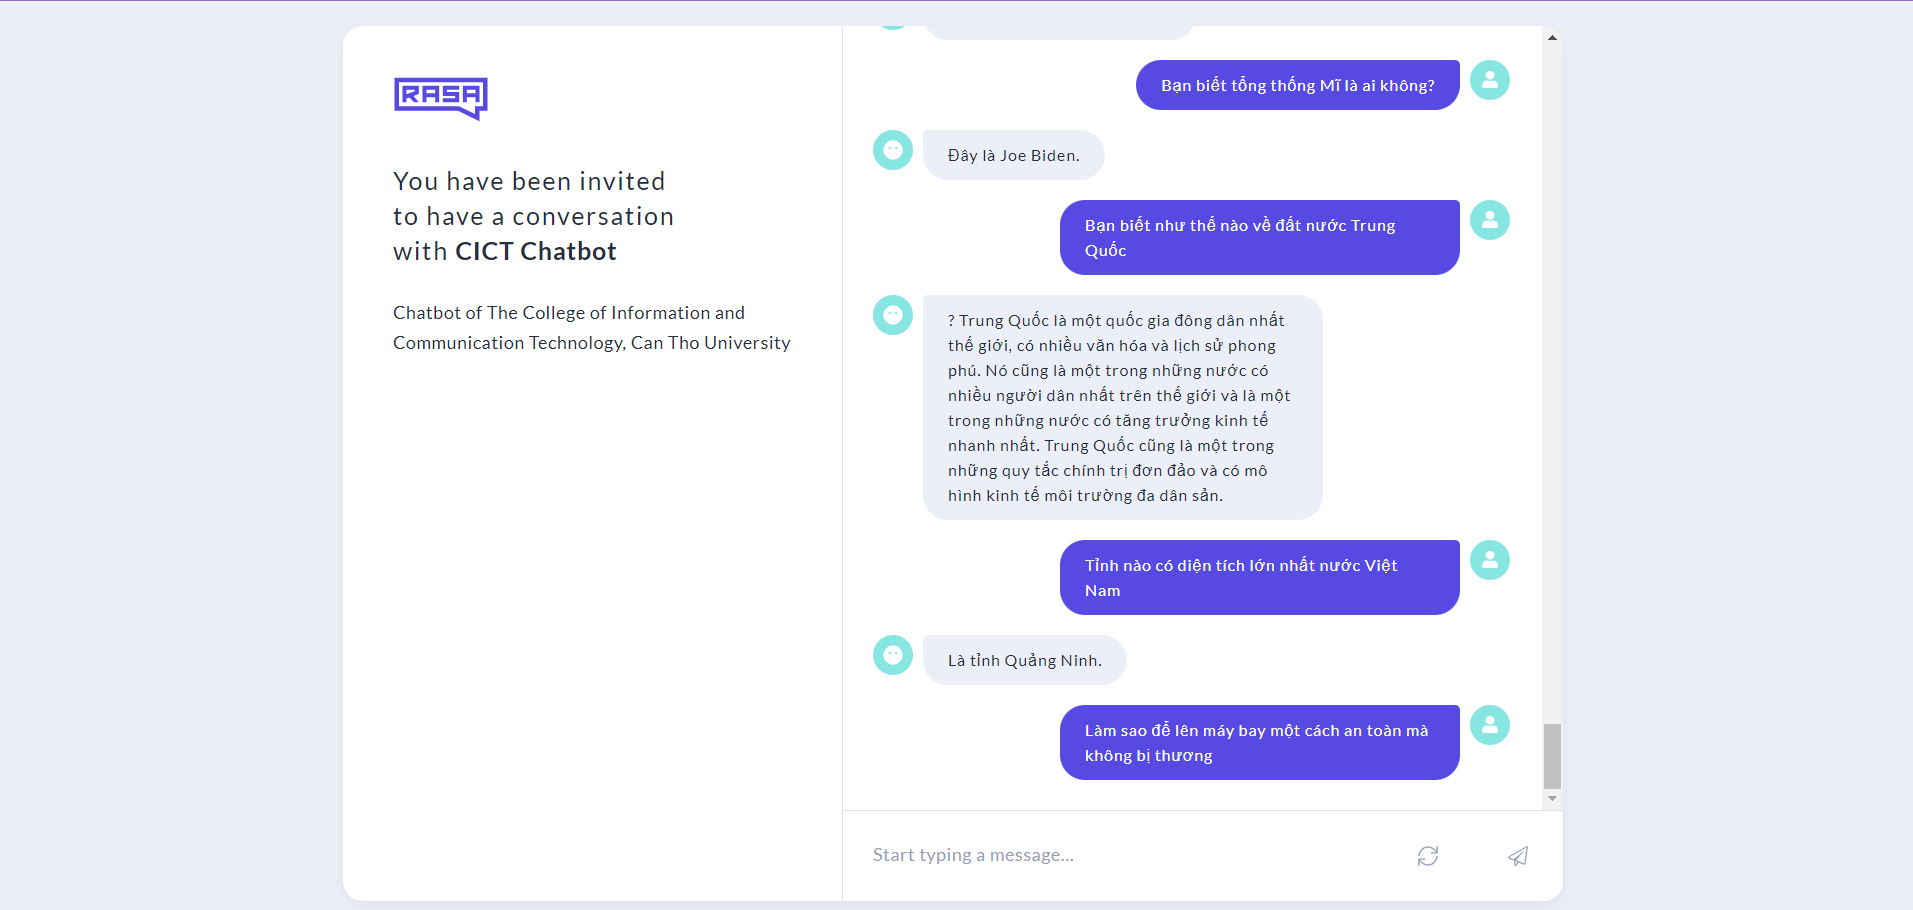 RASA
You have been invited
to have a conversation
with CICT Chatbot
Chatbot of The College of Information and
Communication Technology, Can Tho University
Bạn biết tổng thống Mĩ là ai không?
Đây là Joe Biden.
Bạn biết như thế nào về đất nước Trung
Quốc
? Trung Quốc là một quốc gia đông dân nhất
thế giới, có nhiều văn hóa và lịch sử phong
phú. Nó cũng là một trong những nước có
nhiều người dân nhất trên thế giới và là một
trong những nước có tăng trưởng kinh tế
nhanh nhất. Trung Quốc cũng là một trong
những quy tắc chính trị đơn đảo và có mô
hình kinh tế môi trường đa dân sản.
Tỉnh nào có diện tích lớn nhất nước Việt
Nam
Là tỉnh Quảng Ninh.
Làm sao để lên máy bay một cách an toàn mà
không bị thương
Start typing a message...